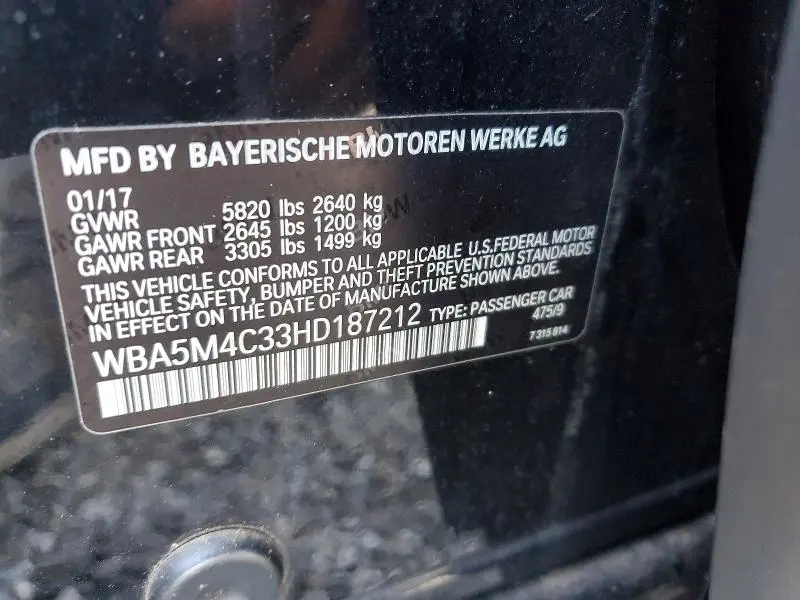 MFD BY BAYERISCHE MOTOREN WERKE AG
01/17
GVWR 5820 lbs 2640 kg
GAWR FRONT 2645 lbs 1200 kg
GAWR REAR 3305 lbs 1499 kg
THIS VEHICLE CONFORMS TO ALL APPLICABLE U.S.FEDERAL MOTOR
VEHICLE SAFETY, BUMPER AND THEFT PREVENTION STANDARDS
IN EFFECT ON THE DATE OF MANUFACTURE SHOWN ABOVE.
WBA5M4C33HD187212 TYPE: PASSENGER CAR
475/9
7 315 814